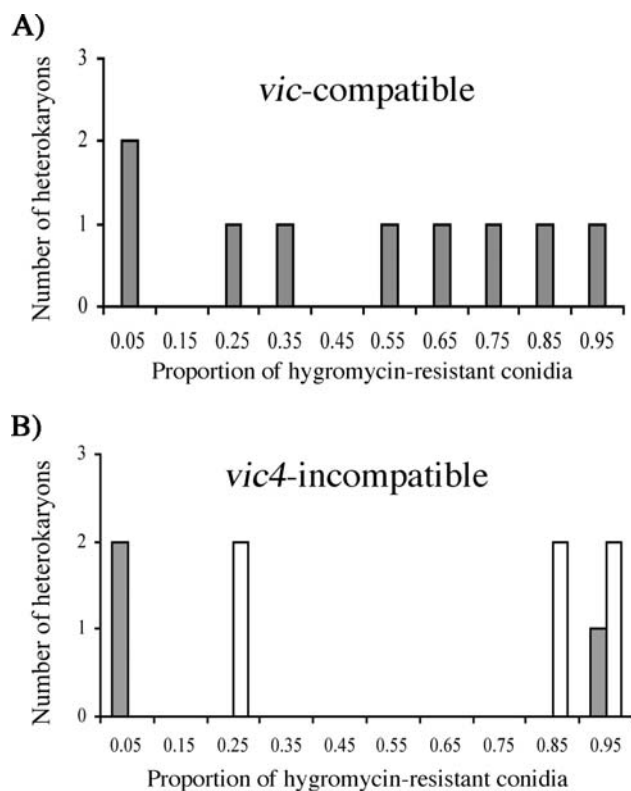 A)
Number of heterokaryons
3
2
1
0
vic-compatible
0.05 0.15 0.25 0.35 0.45 0.55 0.65 0.75 0.85 0.95
Proportion of hygromycin-resistant conidia
B)
Number of heterokaryons
3
2
1
0
vic4-incompatible
0.05 0.15 0.25 0.35 0.45 0.55 0.65 0.75 0.85 0.95
Proportion of hygromycin-resistant conidia